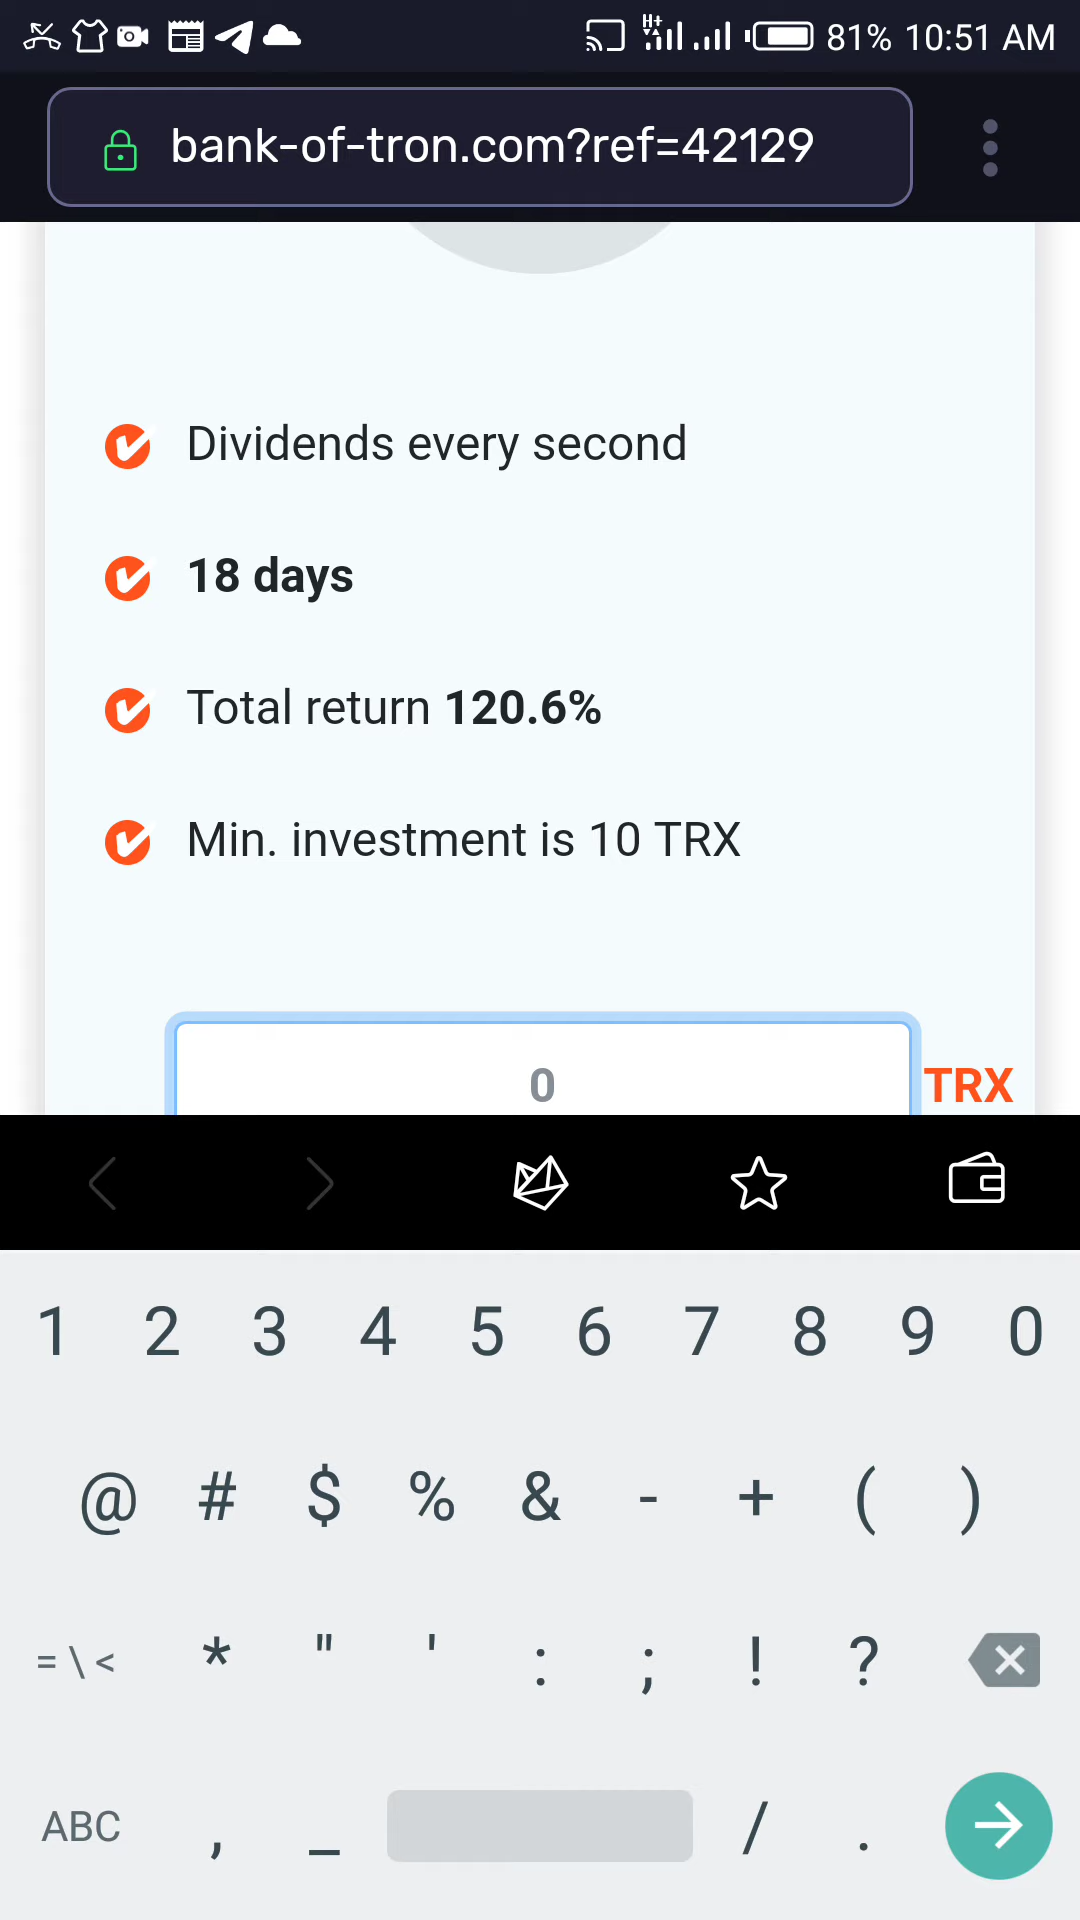 H+ 81% 10:51 AM
bank-of-tron.com?ref=42129
Dividends every second
18 days
Total return 120.6%
Min. investment is 10 TRX
0 TRX
1 2 3 4 5 6 7 8 9 0
@ # $ % & - + ( )
= \ < * " ' : ; ! ?
ABC , _ / .